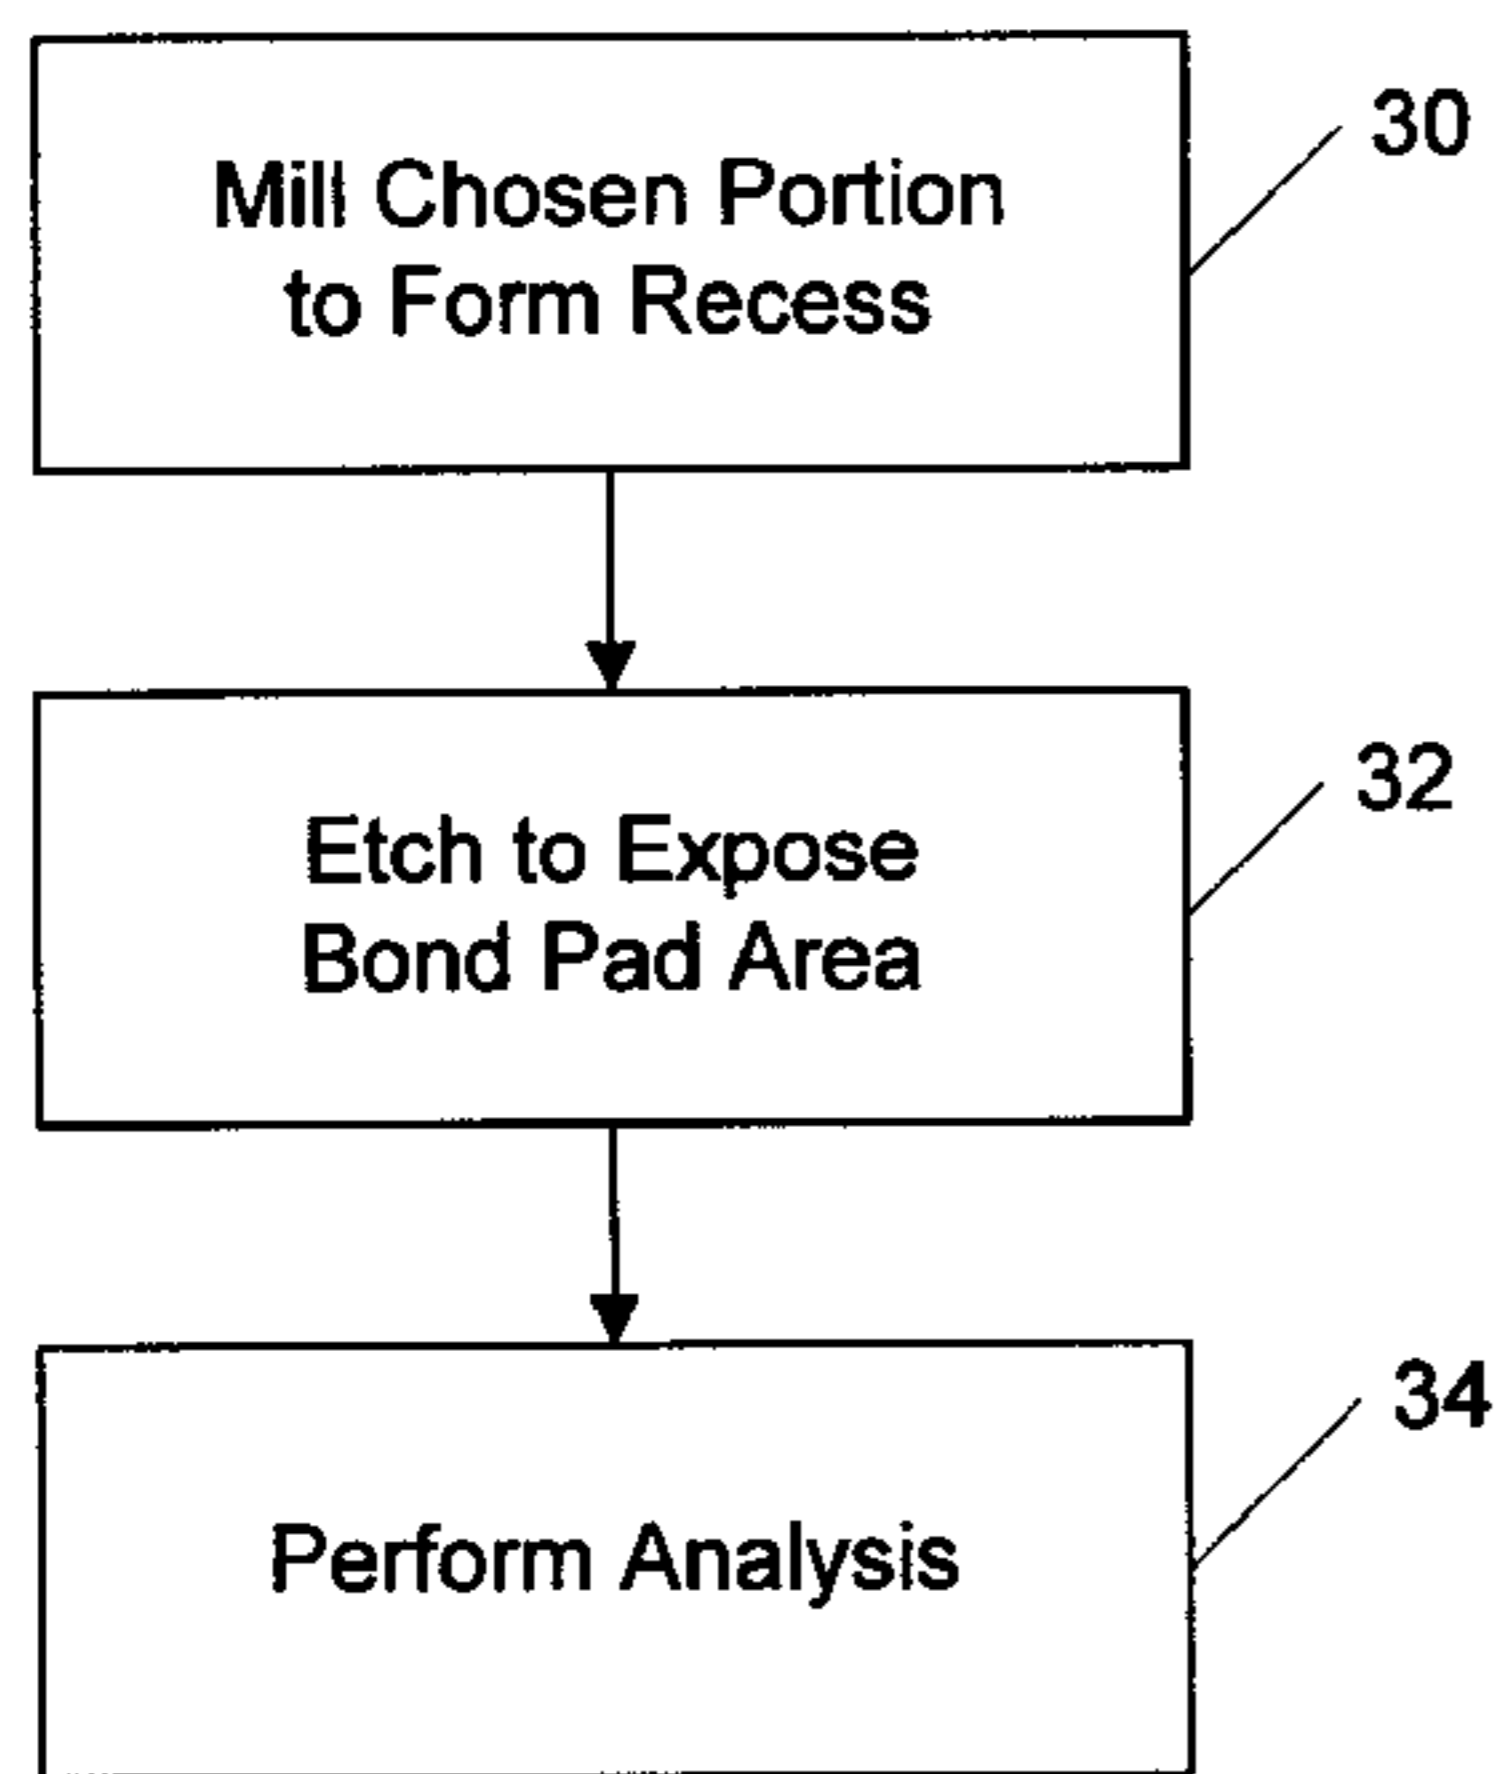 Mill Chosen Portion
to Form Recess
30
Etch to Expose
Bond Pad Area
32
Perform Analysis
34